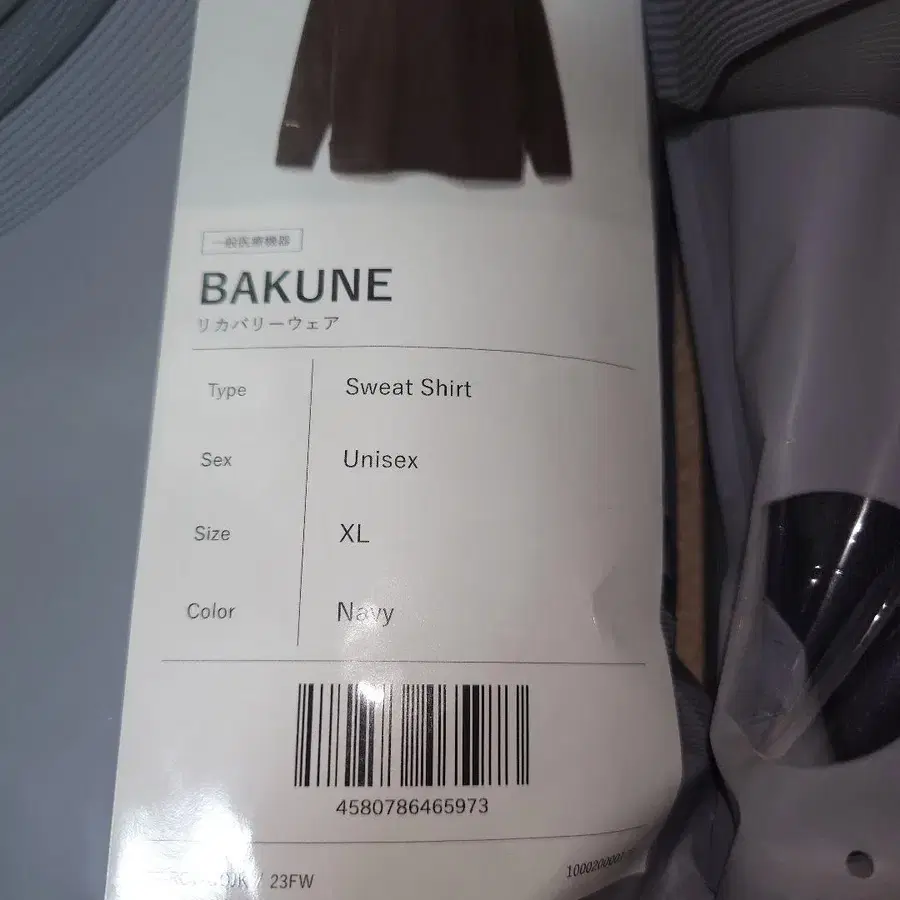 一般医療機器
BAKUNE
リカバリーウェア
Type Sweat Shirt
Sex Unisex
Size XL
Color Navy
4580786465973
23FW